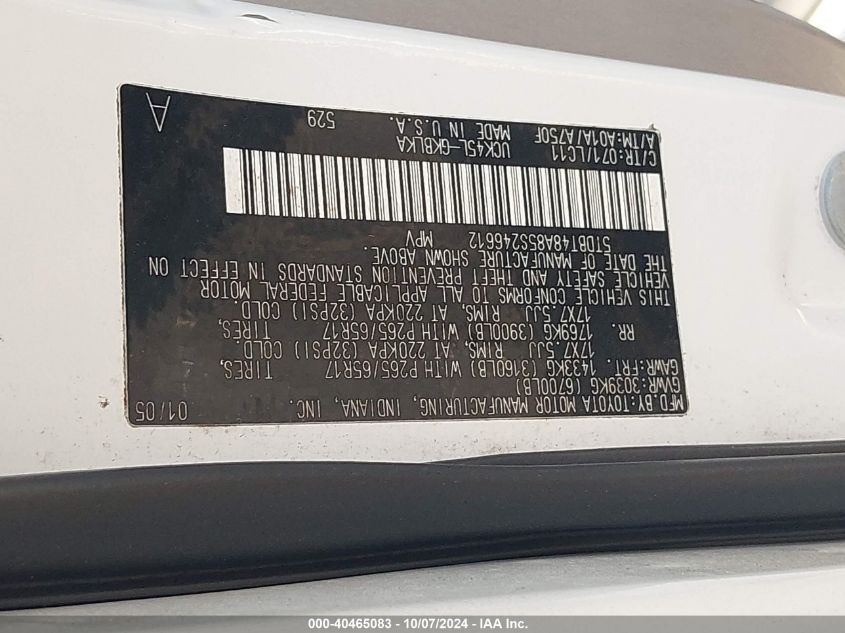 MFD.BY:TOYOTA MOTOR MANUFACTURING, INDIANA, INC. 01/05
GVWR:3039KG (6700LB)
GAWR:FRT. 1433KG (3160LB) WITH P265/65R17 TIRES,
17X7.5JJ RIMS, AT 220KPA (32PSI) COLD.
RR. 1769KG (3900LB) WITH P265/65R17 TIRES,
17X7.5JJ RIMS, AT 220KPA (32PSI) COLD.
THIS VEHICLE CONFORMS TO ALL APPLICABLE FEDERAL MOTOR
VEHICLE SAFETY AND THEFT PREVENTION STANDARDS IN EFFECT ON
THE DATE OF MANUFACTURE SHOWN ABOVE.
5TDBT48A85S246612 MPV
C/TR:071/LC11 UCK45L-GKBLKA
A/TM:A01A/A750F MADE IN U.S.A. 529
A
000-40465083 - 10/07/2024 - IAA Inc.